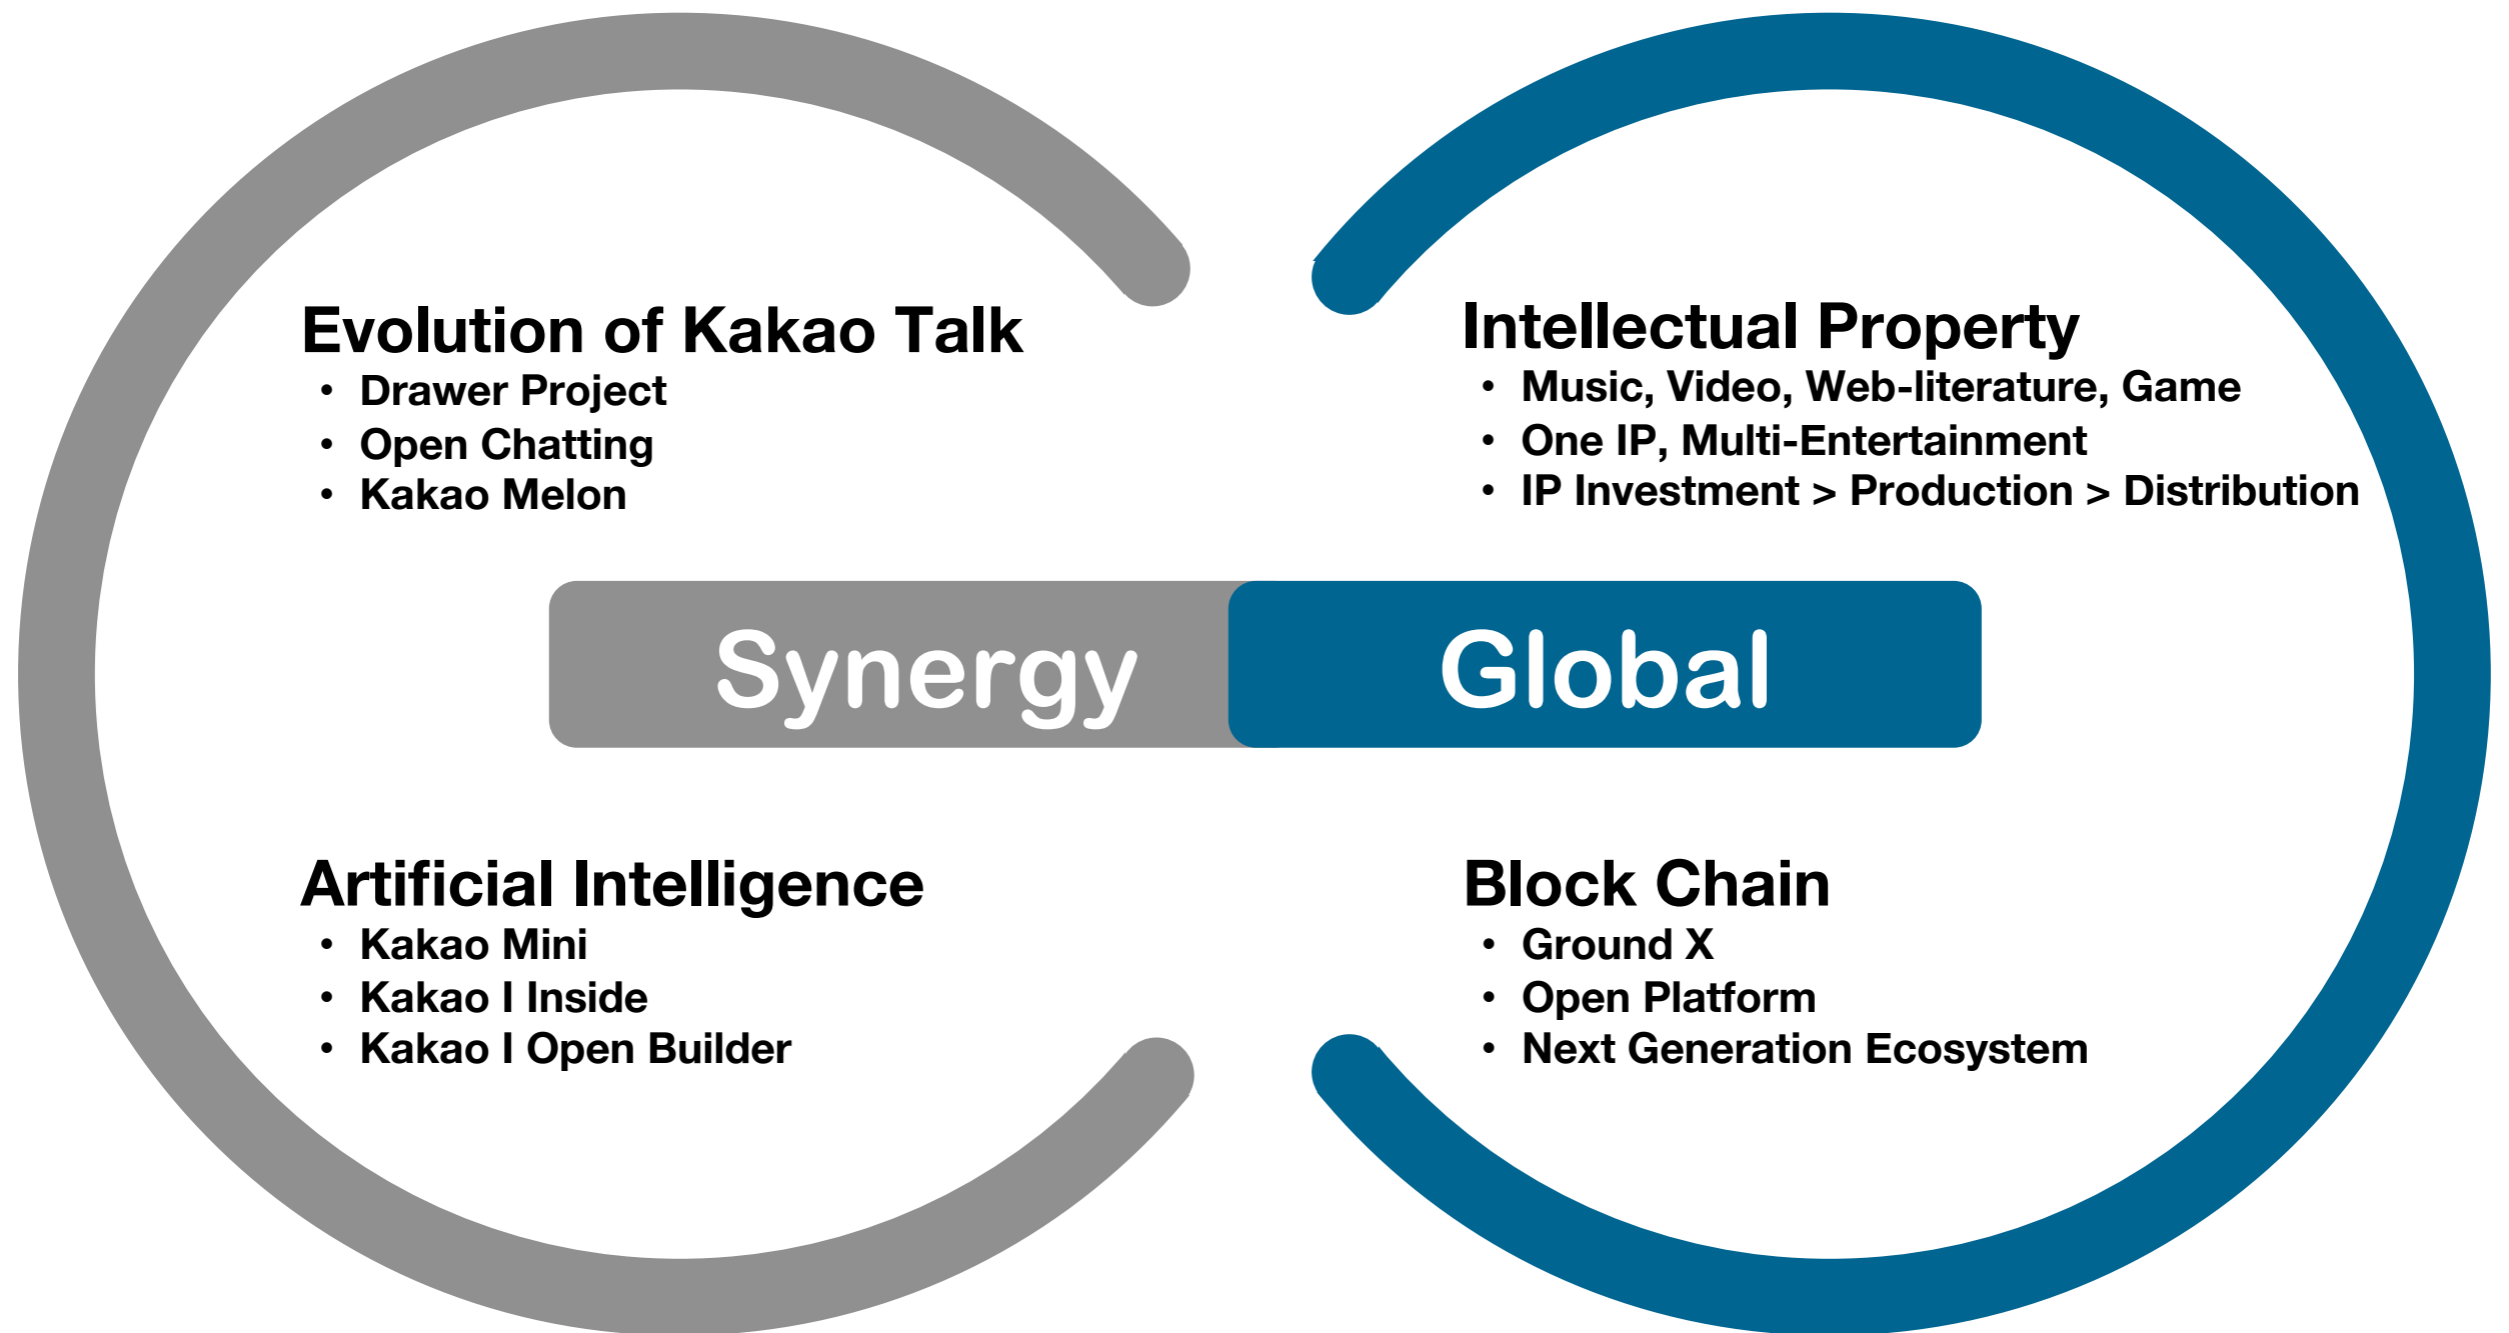 Evolution of Kakao Talk
• Drawer Project
• Open Chatting
• Kakao Melon
Intellectual Property
• Music, Video, Web-literature, Game
• One IP, Multi-Entertainment
• IP Investment > Production > Distribution
Synergy
Global
Artificial Intelligence
• Kakao Mini
• Kakao I Inside
• Kakao I Open Builder
Block Chain
• Ground X
• Open Platform
• Next Generation Ecosystem